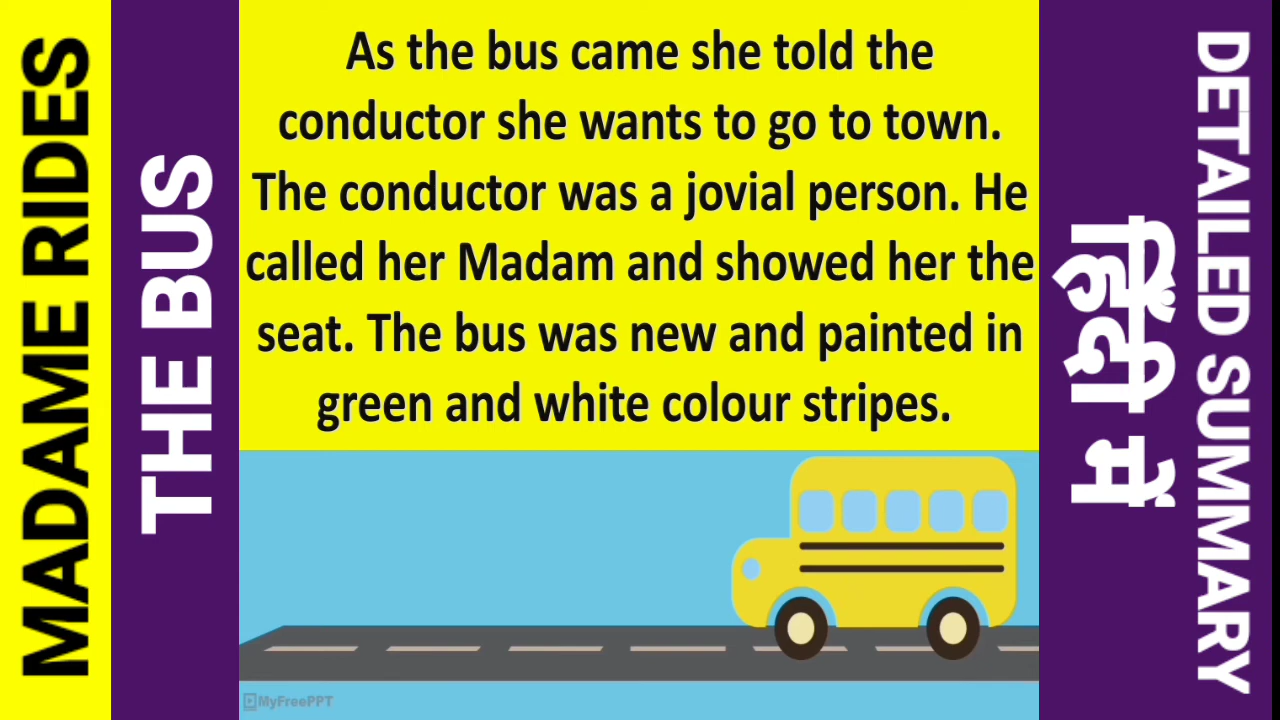 MADAME RIDES
THE BUS
As the bus came she told the
conductor she wants to go to town.
The conductor was a jovial person. He
called her Madam and showed her the
seat. The bus was new and painted in
green and white colour stripes.
MyFreePPT
हिंदी में
DETAILED SUMMARY